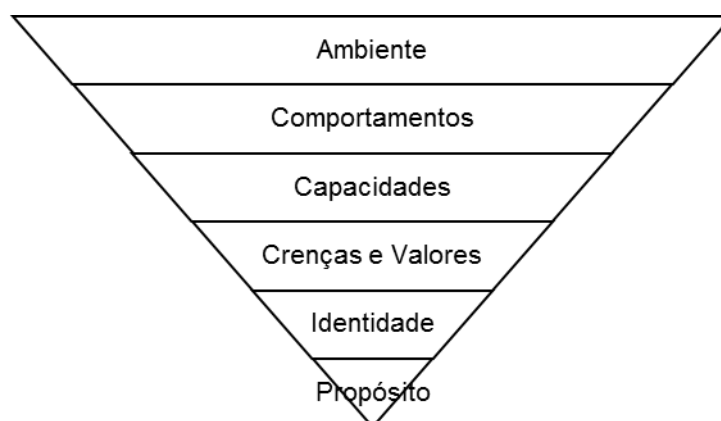 Ambiente
Comportamentos
Capacidades
Crenças e Valores
Identidade
Propósito